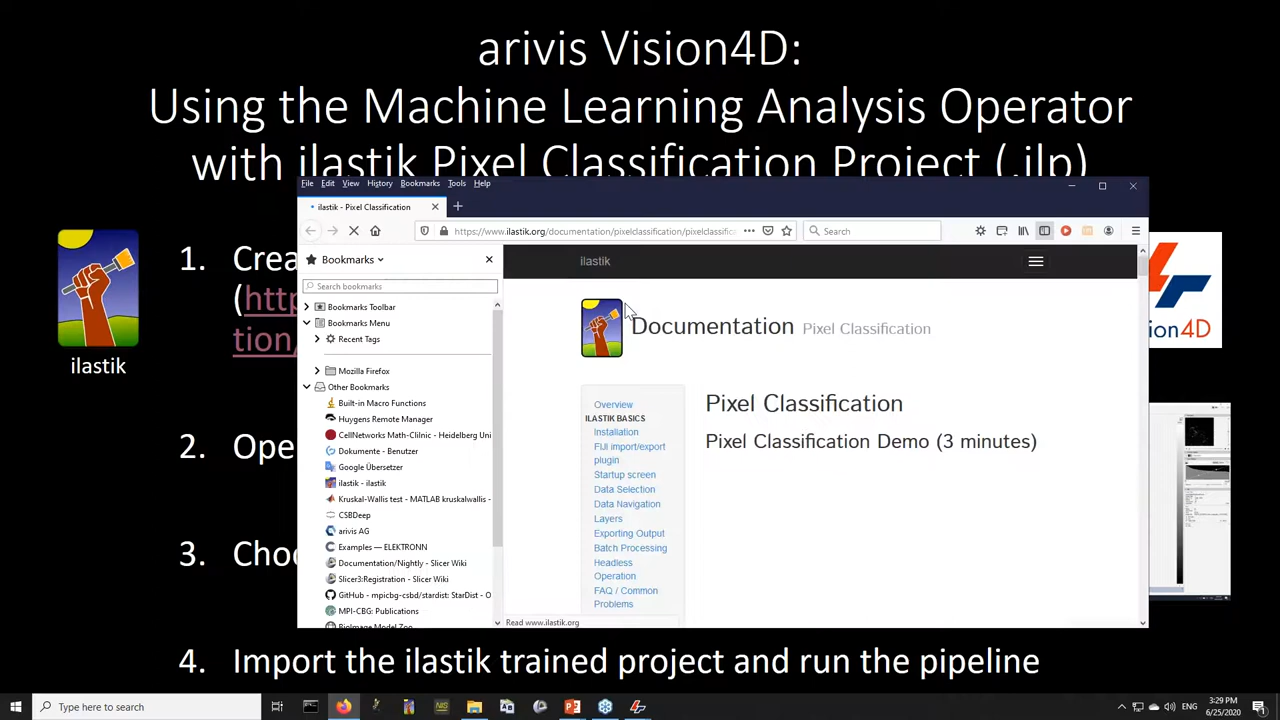 arivis Vision4D:
Using the Machine Learning Analysis Operator
with ilastik Pixel Classification Project (.ilp)
ilastik
1. Crea
(http
tion/
2. Ope
3. Choo
4. Import the ilastik trained project and run the pipeline
ion4D
File Edit View History Bookmarks Tools Help
ilastik - Pixel Classification
https://www.ilastik.org/documentation/pixelclassification/pixelclassific
Search
Bookmarks
Search bookmarks
Bookmarks Toolbar
Bookmarks Menu
Recent Tags
Mozilla Firefox
Other Bookmarks
Built-in Macro Functions
Huygens Remote Manager
CellNetworks Math-Clilnic - Heidelberg Uni
Dokumente - Benutzer
Google Übersetzer
ilastik - ilastik
Kruskal-Wallis test - MATLAB kruskalwallis -
CSBDeep
arivis AG
Examples — ELEKTRONN
Documentation/Nightly - Slicer Wiki
Slicer3:Registration - Slicer Wiki
GitHub - mpicbg-csbd/stardist: StarDist - O
MPI-CBG: Publications
BioImage Model Zoo
ilastik
Documentation Pixel Classification
Overview
ILASTIK BASICS
Installation
FIJI import/export
plugin
Startup screen
Data Selection
Data Navigation
Layers
Exporting Output
Batch Processing
Headless
Operation
FAQ / Common
Problems
Pixel Classification
Pixel Classification Demo (3 minutes)
Read www.ilastik.org
Type here to search
ENG
3:29 PM
6/25/2020